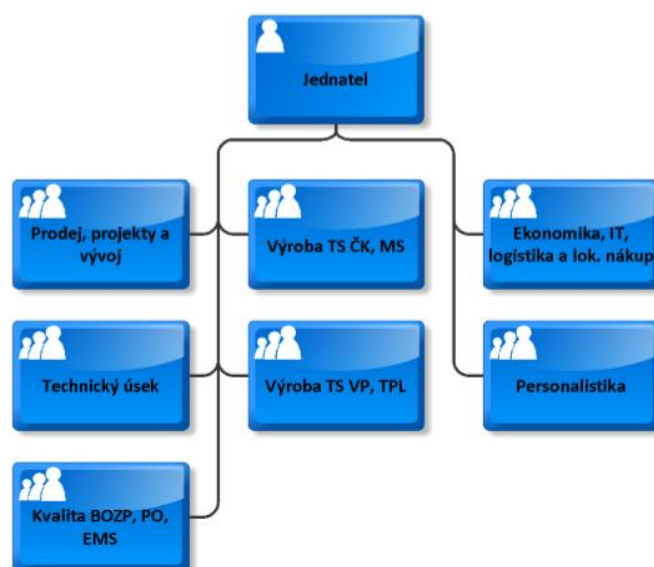 Jednatel
Prodej, projekty a
vývoj
Výroba TS ČK, MS
Ekonomika, IT,
logistika a lok. nákup
Technický úsek
Výroba TS VP, TPL
Personalistika
Kvalita BOZP, PO,
EMS